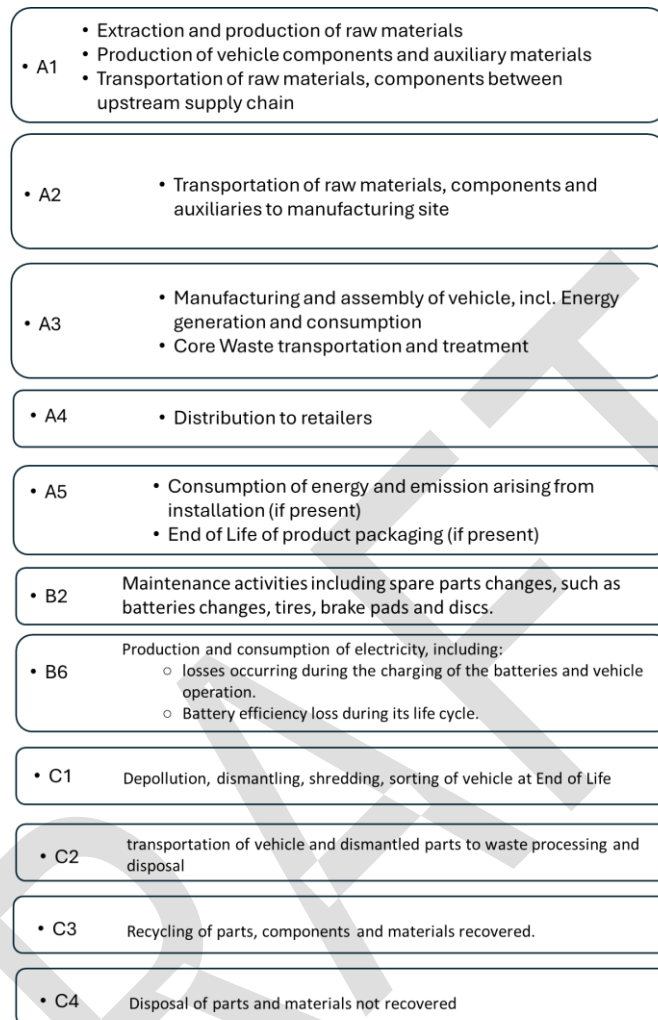 • A1
• Extraction and production of raw materials
• Production of vehicle components and auxiliary materials
• Transportation of raw materials, components between
upstream supply chain
• A2
• Transportation of raw materials, components and
auxiliaries to manufacturing site
• A3
• Manufacturing and assembly of vehicle, incl. Energy
generation and consumption
• Core Waste transportation and treatment
• A4
• Distribution to retailers
• A5
• Consumption of energy and emission arising from
installation (if present)
• End of Life of product packaging (if present)
• B2
Maintenance activities including spare parts changes, such as
batteries changes, tires, brake pads and discs.
• B6
Production and consumption of electricity, including:
○ losses occurring during the charging of the batteries and vehicle
operation.
○ Battery efficiency loss during its life cycle.
• C1
Depollution, dismantling, shredding, sorting of vehicle at End of Life
• C2
transportation of vehicle and dismantled parts to waste processing and
disposal
• C3
Recycling of parts, components and materials recovered.
• C4
Disposal of parts and materials not recovered